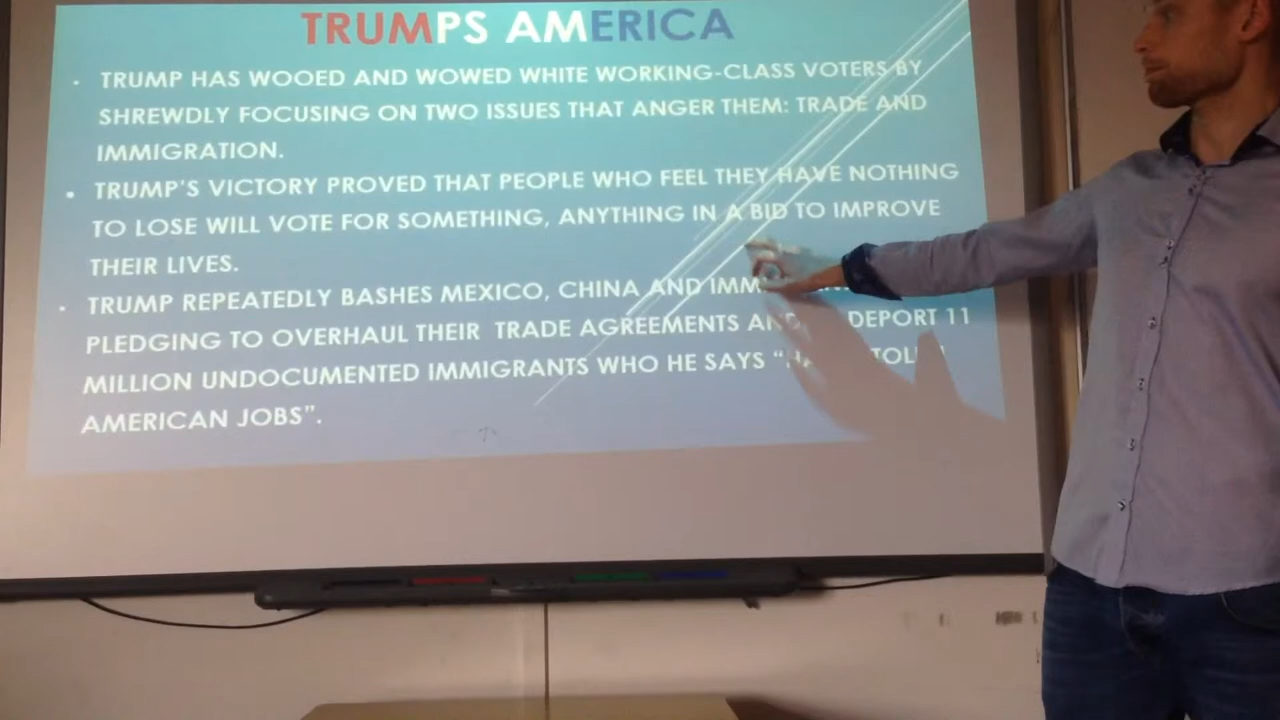 TRUMPS AMERICA
• TRUMP HAS WOOED AND WOWED WHITE WORKING-CLASS VOTERS BY
SHREWDLY FOCUSING ON TWO ISSUES THAT ANGER THEM: TRADE AND
IMMIGRATION.
• TRUMP'S VICTORY PROVED THAT PEOPLE WHO FEEL THEY HAVE NOTHING
TO LOSE WILL VOTE FOR SOMETHING, ANYTHING IN A BID TO IMPROVE
THEIR LIVES.
• TRUMP REPEATEDLY BASHES MEXICO, CHINA AND
PLEDGING TO OVERHAUL THEIR TRADE AGREEMENTS DEPORT 11
MILLION UNDOCUMENTED IMMIGRANTS WHO HE SAYS
AMERICAN JOBS”.